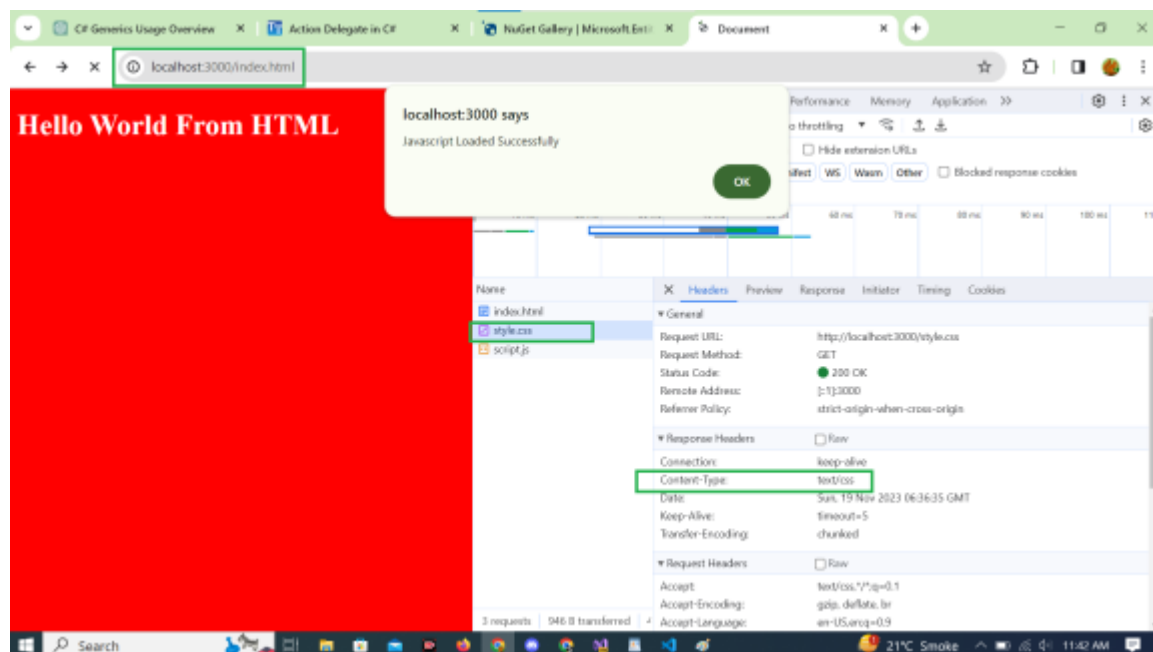 C# Generics Usage Overview
Action Delegate in C#
NuGet Gallery | Microsoft.Enti
Document
localhost:3000/index.html
Hello World From HTML
localhost:3000 says
Javascript Loaded Successfully
OK
Performance Memory Application
throttling
Hide extension URLs
WS Wasm Other Blocked response cookies
60 ms 70 ms 80 ms 90 ms 100 ms
Name
Headers Preview Response Initiator Timing Cookies
index.html
style.css
script.js
General
Request URL: http://localhost:3000/style.css
Request Method: GET
Status Code: 200 OK
Remote Address: [::1]:3000
Referrer Policy: strict-origin-when-cross-origin
Response Headers Raw
Connection: keep-alive
Content-Type: text/css
Date: Sun, 19 Nov 2023 06:36:35 GMT
Keep-Alive: timeout=5
Transfer-Encoding: chunked
Request Headers Raw
Accept: text/css,*/*;q=0.1
Accept-Encoding: gzip, deflate, br
Accept-Language: en-US,en;q=0.9
3 requests 946 B transferred
Search
21°C Smoke 11:42 AM